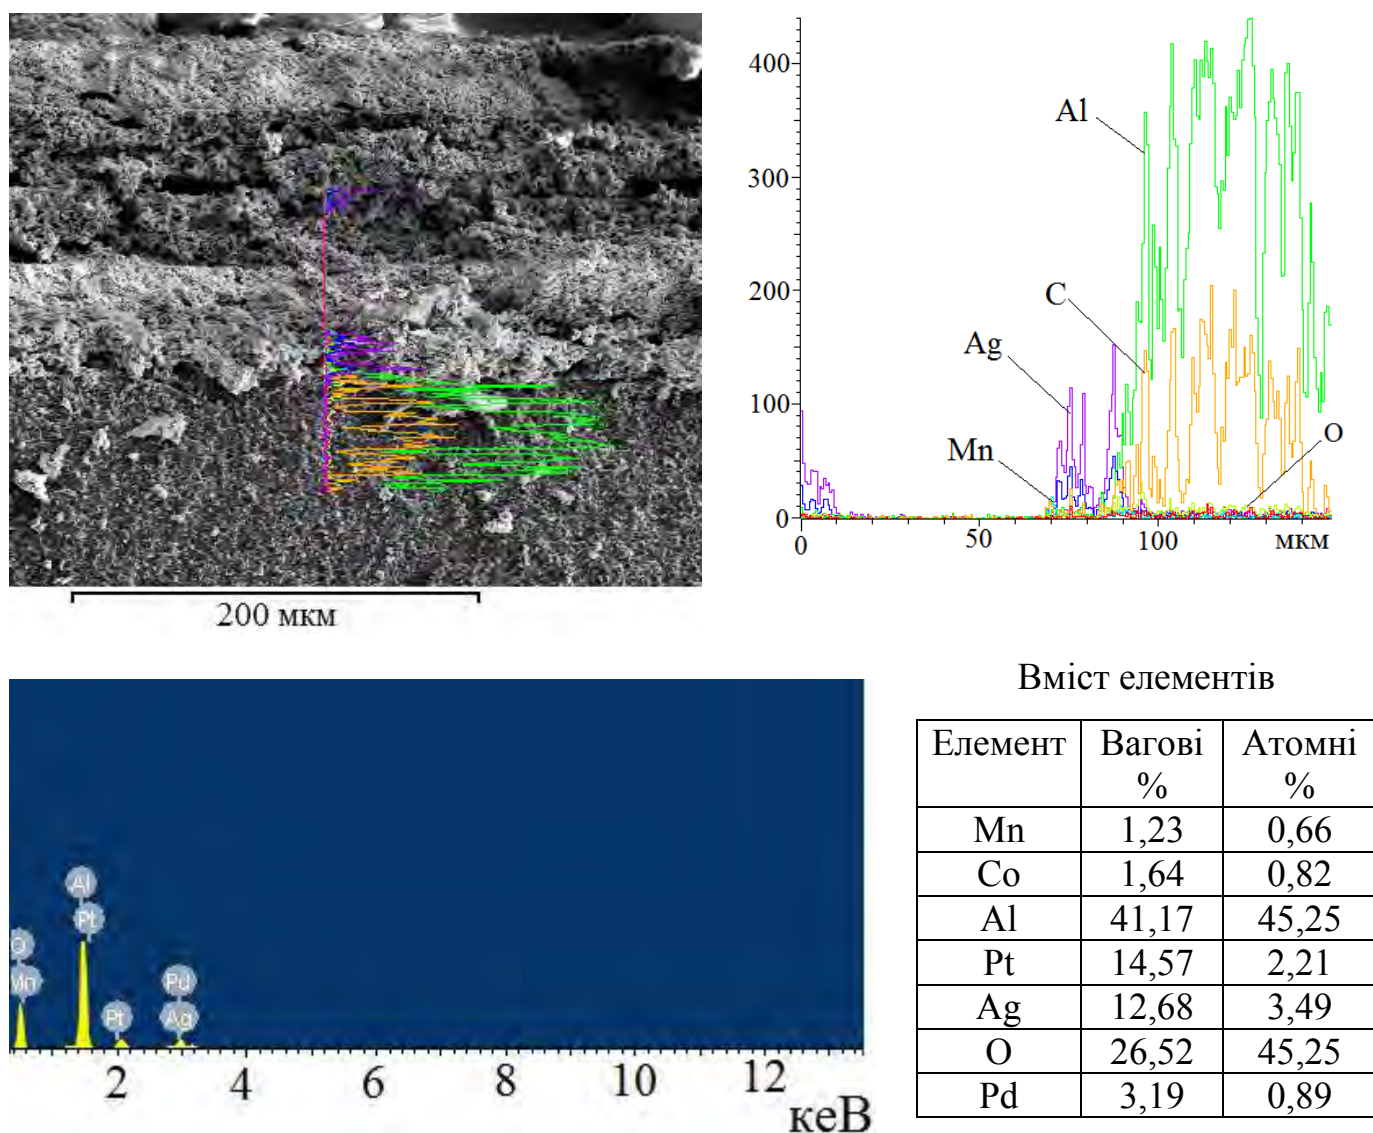 400
300
200
100
0
Al
C
Ag
Mn
O
0
50
100
мкм
200 мкм
Al
Pt
O
Mn
Pt
Pd
Ag
2
4
6
8
10
12
кеВ
Вміст елементів
Елемент Вагові % Атомні %
Mn 1,23 0,66
Co 1,64 0,82
Al 41,17 45,25
Pt 14,57 2,21
Ag 12,68 3,49
O 26,52 45,25
Pd 3,19 0,89